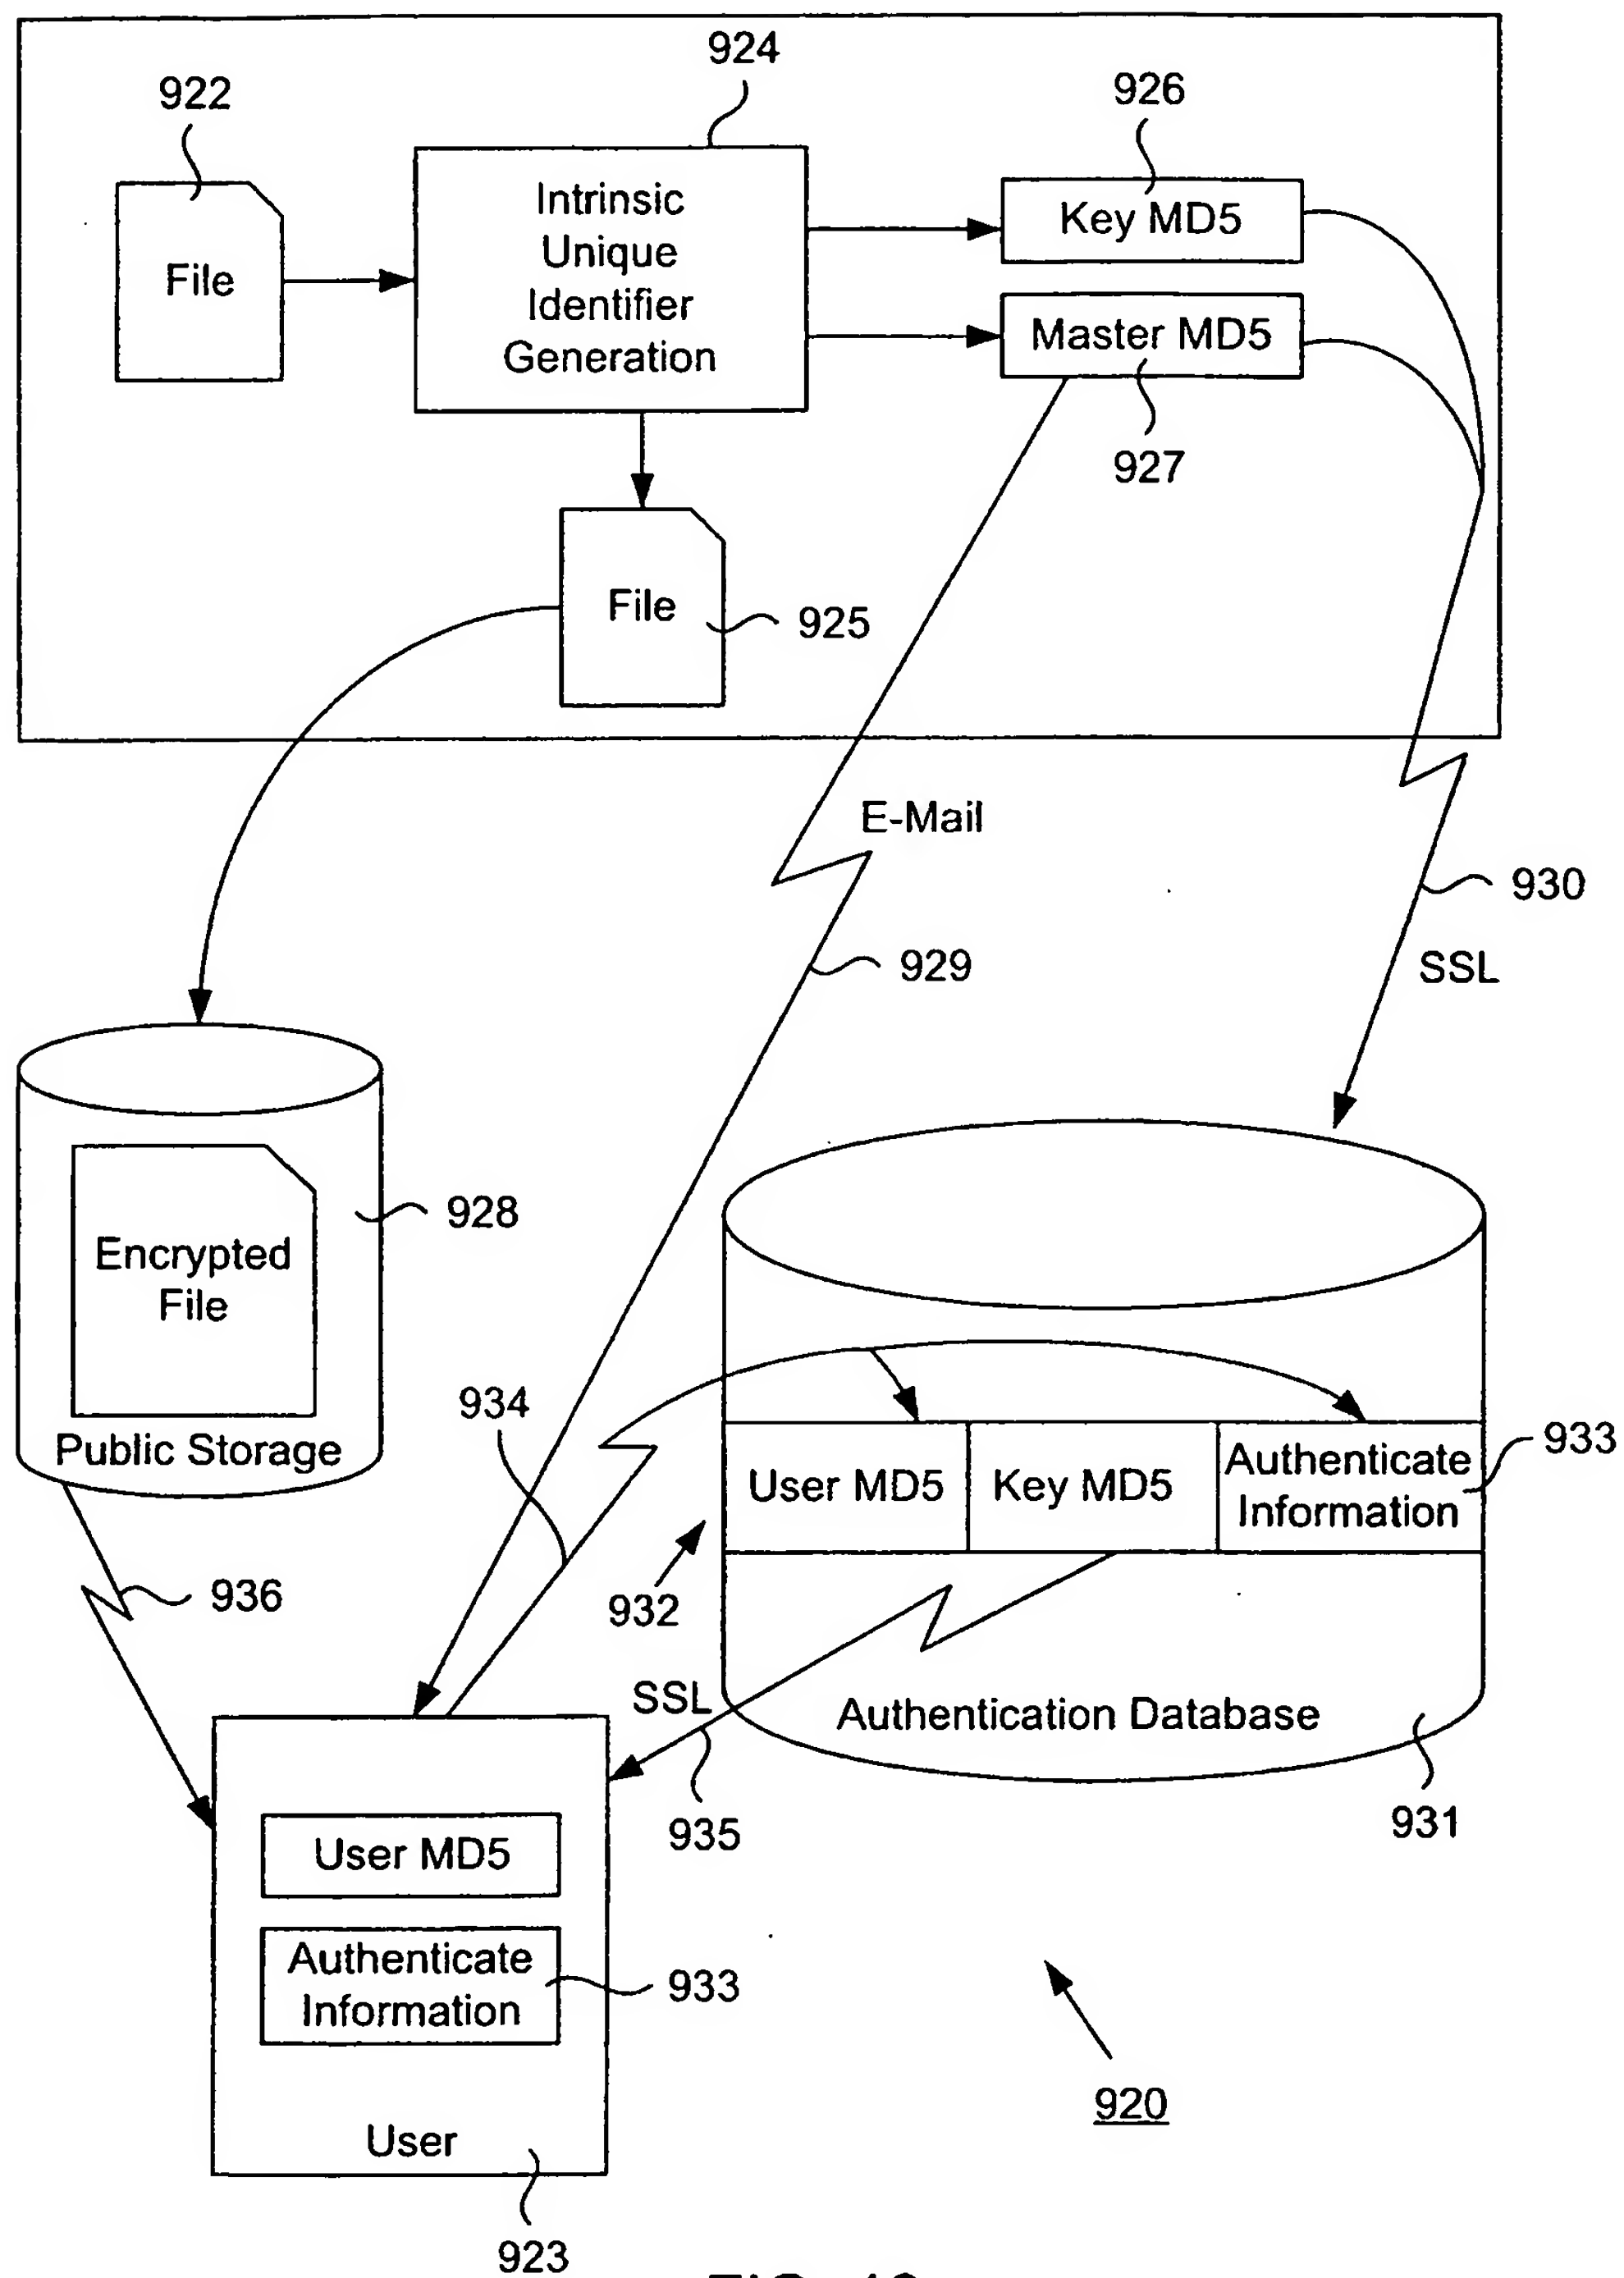 924
922
926
Intrinsic
Unique
Identifier
Generation
Key MD5
File
Master MD5
927
File
925
E-Mail
930
929
SSL
928
Encrypted
File
934
933
Public Storage
User MD5
Key MD5
Authenticate
Information
936
932
SSL
Authentication Database
935
931
User MD5
Authenticate
Information
933
920
User
923